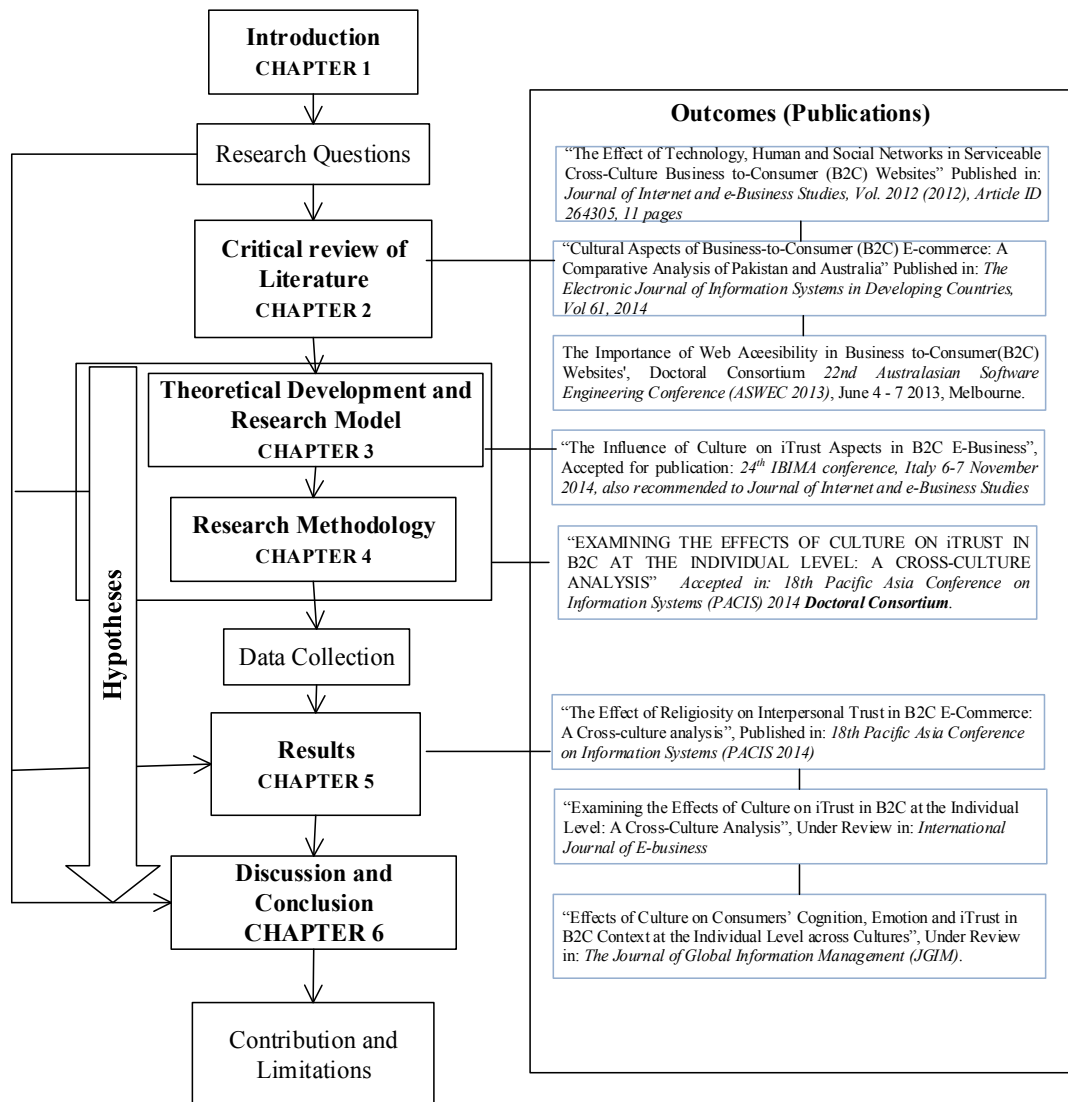 Introduction
CHAPTER 1
Research Questions
Critical review of
Literature
CHAPTER 2
Theoretical Development and
Research Model
CHAPTER 3
Research Methodology
CHAPTER 4
Hypotheses
Data Collection
Results
CHAPTER 5
Discussion and
Conclusion
CHAPTER 6
Contribution and
Limitations
Outcomes (Publications)
“The Effect of Technology, Human and Social Networks in Serviceable
Cross-Culture Business to-Consumer (B2C) Websites” Published in:
Journal of Internet and e-Business Studies, Vol. 2012 (2012), Article ID
264305, 11 pages
“Cultural Aspects of Business-to-Consumer (B2C) E-commerce: A
Comparative Analysis of Pakistan and Australia” Published in: The
Electronic Journal of Information Systems in Developing Countries,
Vol 61, 2014
The Importance of Web Acceesibility in Business to-Consumer(B2C)
Websites', Doctoral Consortium 22nd Australasian Software
Engineering Conference (ASWEC 2013), June 4 - 7 2013, Melbourne.
“The Influence of Culture on iTrust Aspects in B2C E-Business”,
Accepted for publication: 24th IBIMA conference, Italy 6-7 November
2014, also recommended to Journal of Internet and e-Business Studies
“EXAMINING THE EFFECTS OF CULTURE ON iTRUST IN
B2C AT THE INDIVIDUAL LEVEL: A CROSS-CULTURE
ANALYSIS” Accepted in: 18th Pacific Asia Conference on
Information Systems (PACIS) 2014 Doctoral Consortium.
“The Effect of Religiosity on Interpersonal Trust in B2C E-Commerce:
A Cross-culture analysis”, Published in: 18th Pacific Asia Conference
on Information Systems (PACIS 2014)
“Examining the Effects of Culture on iTrust in B2C at the Individual
Level: A Cross-Culture Analysis”, Under Review in: International
Journal of E-business
“Effects of Culture on Consumers’ Cognition, Emotion and iTrust in
B2C Context at the Individual Level across Cultures”, Under Review
in: The Journal of Global Information Management (JGIM).